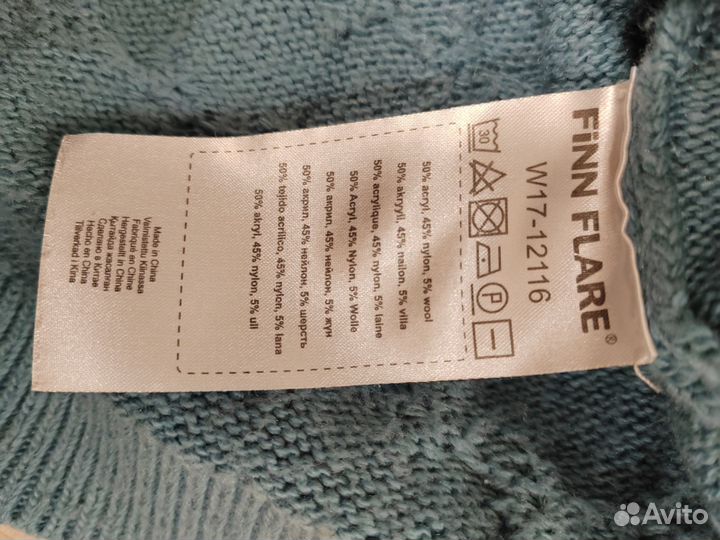 FiNN FLARE®
W17-12116
30
P
50% acryl, 45% nylon, 5% wool
50% akryyli, 45% nailon, 5% villa
50% acrylique, 45% nylon, 5% laine
50% Acryl, 45% Nylon, 5% Wolle
50% акрил, 45% нейлон, 5% жүн
50% акрил, 45% нейлон, 5% шерсть
50% tojido acrilico, 45% nylon, 5% lana
50% akryl, 45% nylon, 5% ull
Made in China
Valmistettu Kiinassa
Fabriqué en Chine
Hergestellt in China
Қытайда жасалған
Сделано в Китае
Hecho en China
Tillverkad i Kina
Avito